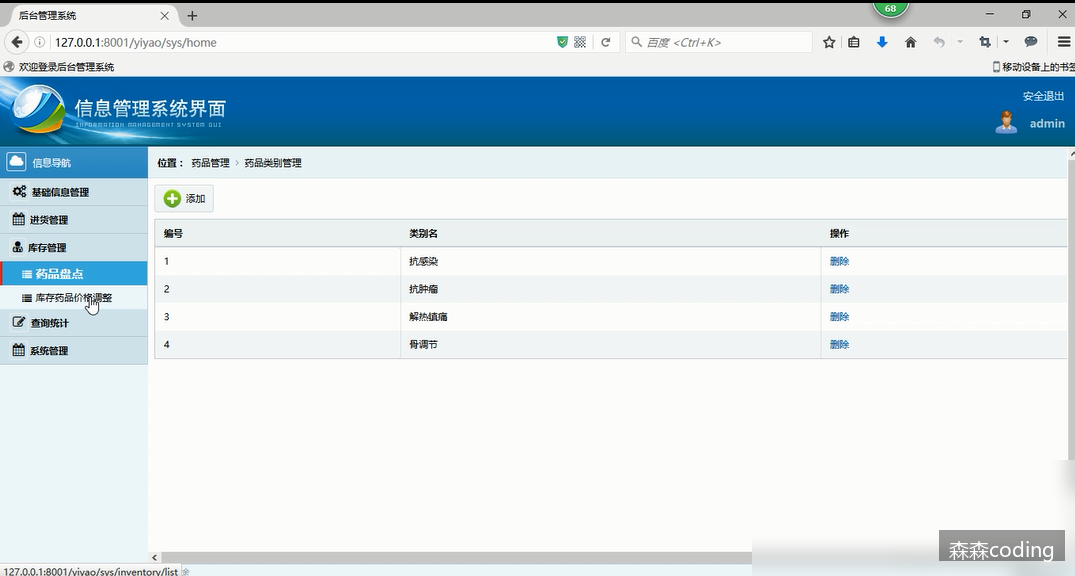 后台管理系统
68
127.0.0.1:8001/yiyao/sys/home
百度 <Ctrl+K>
欢迎登录后台管理系统
移动设备上的书签
信息管理系统界面
INFORMATION MANAGEMENT SYSTEM GUI
安全退出
admin
信息导航
位置： 药品管理 › 药品类别管理
基础信息管理
进货管理
库存管理
药品盘点
库存药品价格调整
查询统计
系统管理
添加
编号 类别名 操作
1 抗感染 删除
2 抗肿瘤 删除
3 解热镇痛 删除
4 骨调节 删除
森森coding
127.0.0.1:8001/yiyao/sys/inventory/list